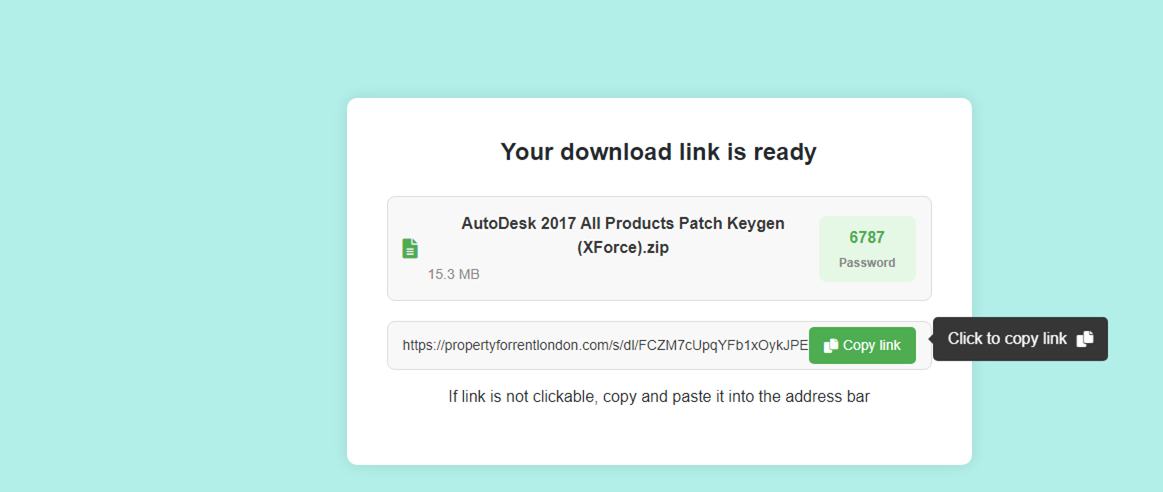 Your download link is ready
AutoDesk 2017 All Products Patch Keygen
(XForce).zip
15.3 MB
6787
Password
https://propertyforrentlondon.com/s/dl/FCZM7cUpqYFb1xOykJPE
Copy link
Click to copy link
If link is not clickable, copy and paste it into the address bar